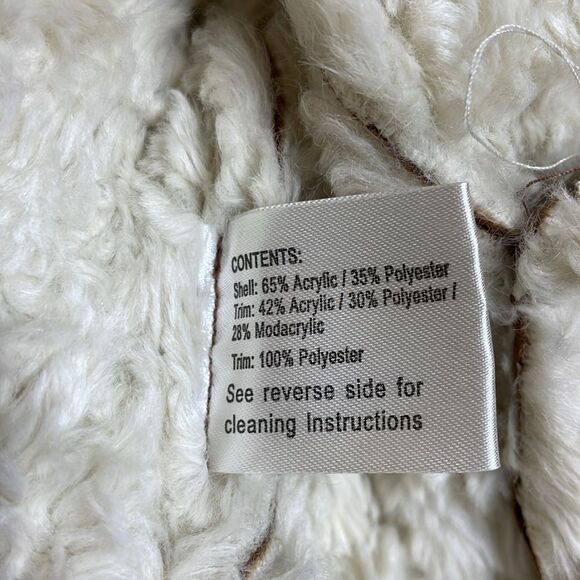 CONTENTS:
Shell: 65% Acrylic / 35% Polyester
Trim: 42% Acrylic / 30% Polyester /
28% Modacrylic
Trim: 100% Polyester
See reverse side for
cleaning Instructions